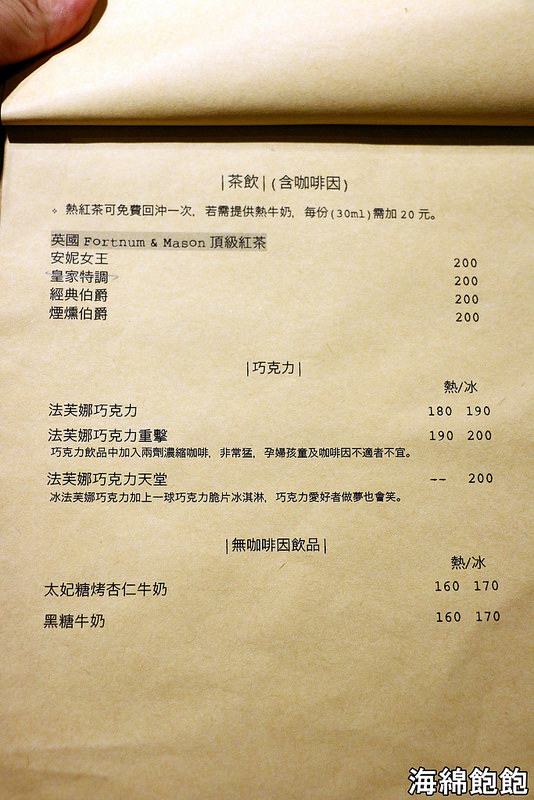 |茶飲|(含咖啡因)
✧ 熱紅茶可免費回沖一次，若需提供熱牛奶，每份(30ml)需加 20 元。
英國 Fortnum & Mason 頂級紅茶
安妮女王 200
皇家特調 200
經典伯爵 200
煙燻伯爵 200
|巧克力|
熱/冰
法芙娜巧克力 180 190
法芙娜巧克力重擊 190 200
巧克力飲品中加入兩劑濃縮咖啡，非常猛，孕婦孩童及咖啡因不適者不宜。
法芙娜巧克力天堂 -- 200
冰法芙娜巧克力加上一球巧克力脆片冰淇淋，巧克力愛好者做夢也會笑。
|無咖啡因飲品|
熱/冰
太妃糖烤杏仁牛奶 160 170
黑糖牛奶 160 170
海綿飽飽